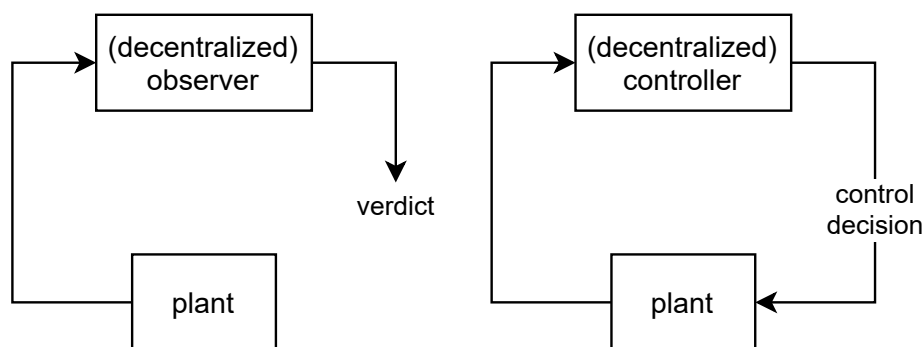 (decentralized)
observer
verdict
plant
(decentralized)
controller
control
decision
plant